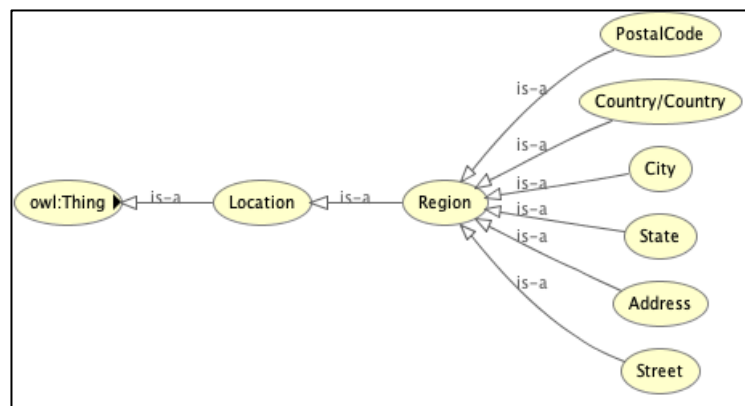 PostalCode
is-a
Country/Country
is-a
City
is-a
owl:Thing
is-a
Location
is-a
Region
is-a
State
is-a
Address
is-a
Street